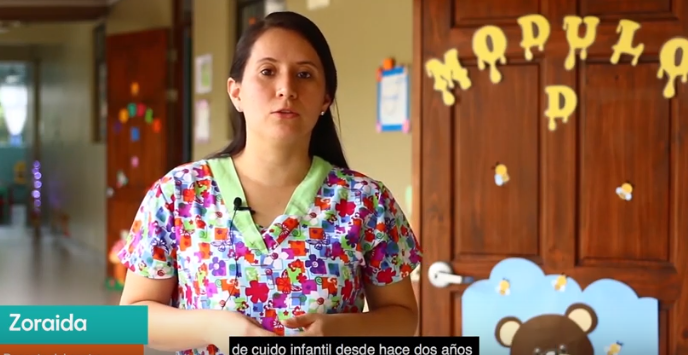 MODULO
D
Zoraida
de cuido infantil desde hace dos años